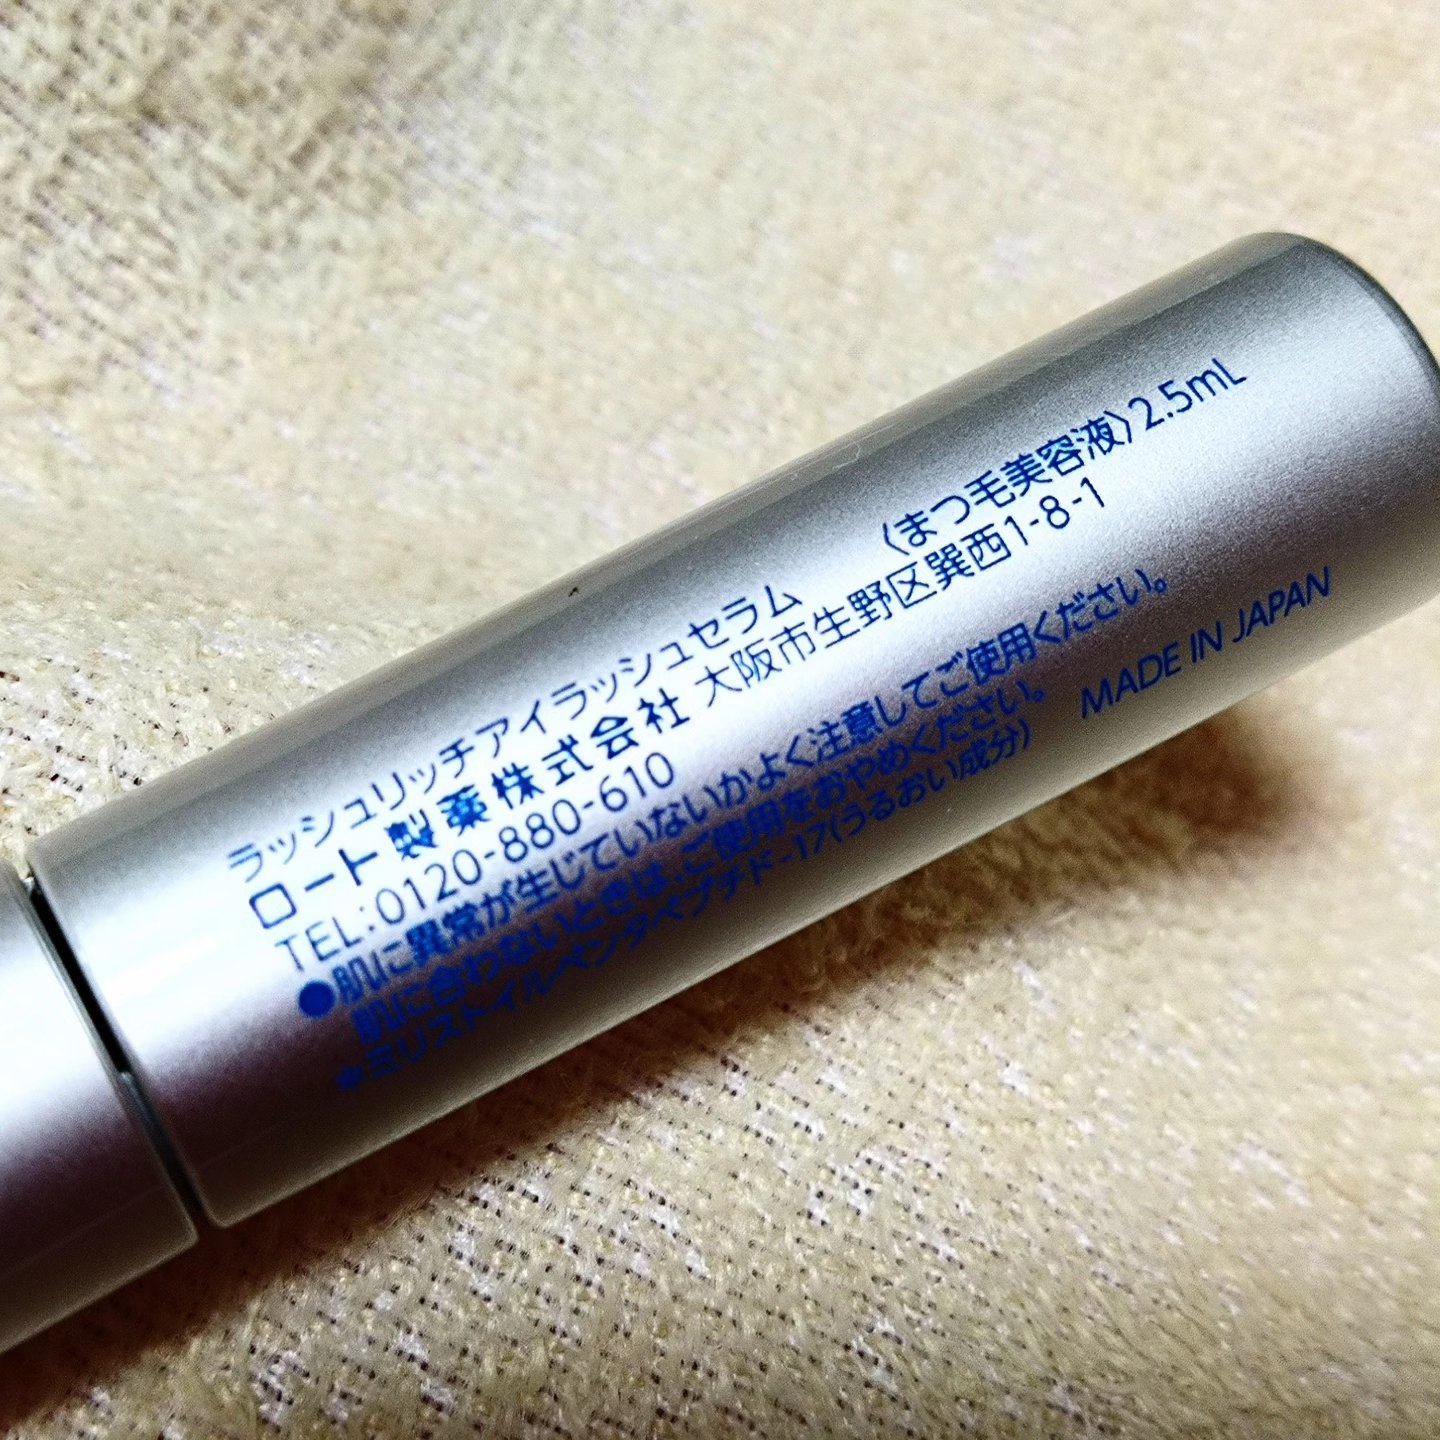 ラッシュリッチアイラッシュセラム 〈まつ毛美容液〉2.5mL
ロート製薬株式会社 大阪市生野区巽西1-8-1
TEL:0120-880-610
●肌に異常が生じていないかよく注意してご使用ください。
肌に合わないときは、ご使用をおやめください。
*ミリストイルペンタペプチド-17(うるおい成分) MADE IN JAPAN